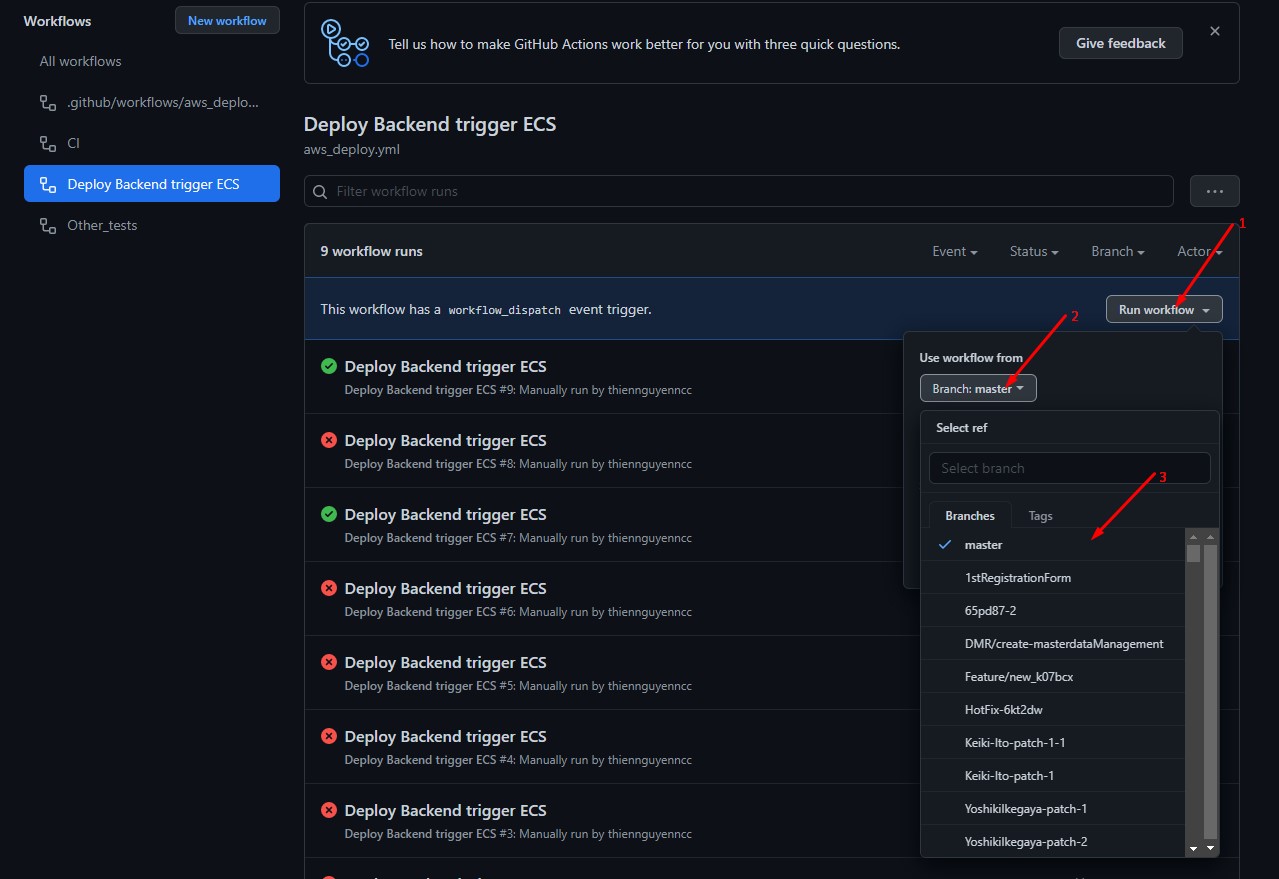 Workflows
New workflow
All workflows
.github/workflows/aws_deplo...
CI
Deploy Backend trigger ECS
Other_tests
Tell us how to make GitHub Actions work better for you with three quick questions.
Give feedback
Deploy Backend trigger ECS
aws_deploy.yml
Filter workflow runs
...
1
9 workflow runs
Event
Status
Branch
Actor
This workflow has a workflow_dispatch event trigger.
Run workflow
2
Deploy Backend trigger ECS
Deploy Backend trigger ECS #9: Manually run by thiennguyenncc
Deploy Backend trigger ECS
Deploy Backend trigger ECS #8: Manually run by thiennguyenncc
Deploy Backend trigger ECS
Deploy Backend trigger ECS #7: Manually run by thiennguyenncc
Deploy Backend trigger ECS
Deploy Backend trigger ECS #6: Manually run by thiennguyenncc
Deploy Backend trigger ECS
Deploy Backend trigger ECS #5: Manually run by thiennguyenncc
Deploy Backend trigger ECS
Deploy Backend trigger ECS #4: Manually run by thiennguyenncc
Deploy Backend trigger ECS
Deploy Backend trigger ECS #3: Manually run by thiennguyenncc
Use workflow from
Branch: master
Select ref
Select branch
3
Branches
Tags
master
1stRegistrationForm
65pd87-2
DMR/create-masterdataManagement
Feature/new_k07bcx
HotFix-6kt2dw
Keiki-Ito-patch-1-1
Keiki-Ito-patch-1
YoshikiIkegaya-patch-1
YoshikiIkegaya-patch-2